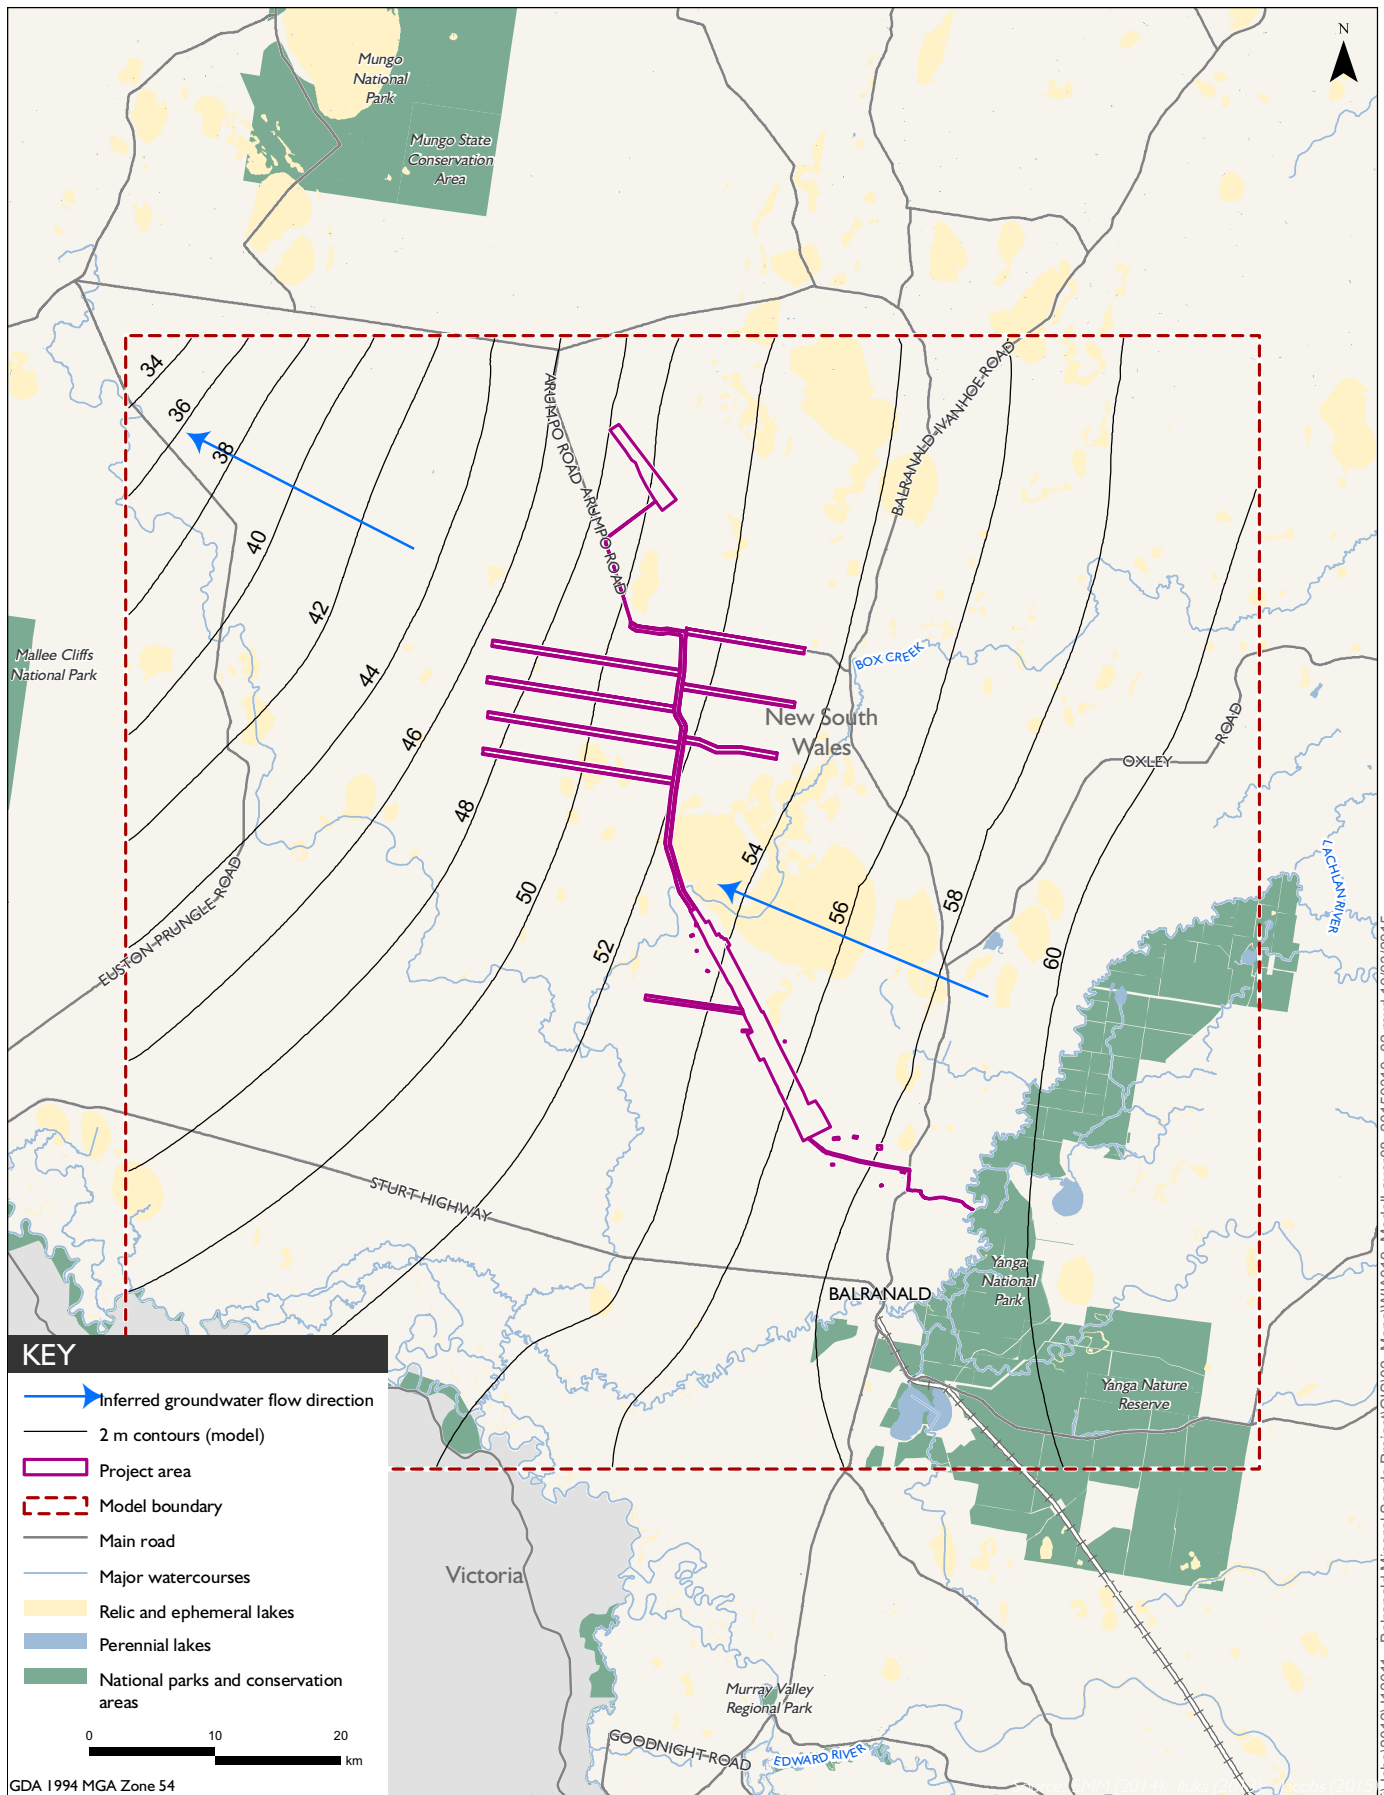 N
Mungo
National
Park
Mungo State
Conservation
Area
34
36
38
40
42
44
46
48
50
52
54
56
58
60
ARUMPO ROAD
ARUMPO ROAD
BALRANALD-IVANHOE ROAD
Mallee Cliffs
National Park
BOX CREEK
New South
Wales
OXLEY
ROAD
LACHLAN RIVER
EUSTON-PRUNGLE ROAD
STURT HIGHWAY
Yanga
National
Park
BALRANALD
Yanga Nature
Reserve
Victoria
Murray Valley
Regional Park
GOODNIGHT ROAD
EDWARD RIVER
KEY
Inferred groundwater flow direction
2 m contours (model)
Project area
Model boundary
Main road
Major watercourses
Relic and ephemeral lakes
Perennial lakes
National parks and conservation
areas
0 10 20
km
GDA 1994 MGA Zone 54